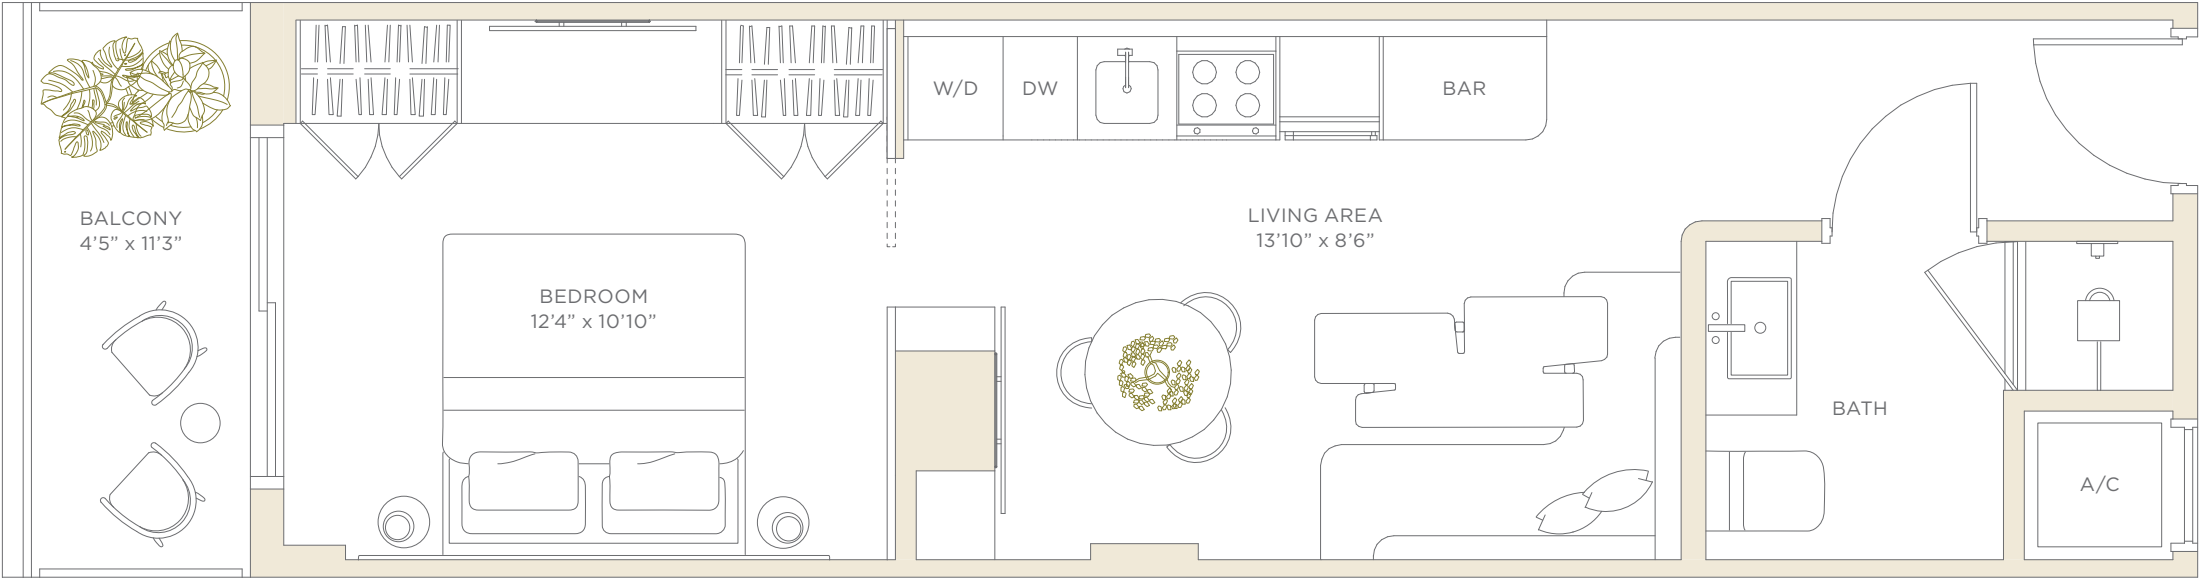 BALCONY
4’5” x 11’3”
BEDROOM
12’4” x 10’10”
W/D
DW
BAR
LIVING AREA
13’10” x 8’6”
BATH
A/C